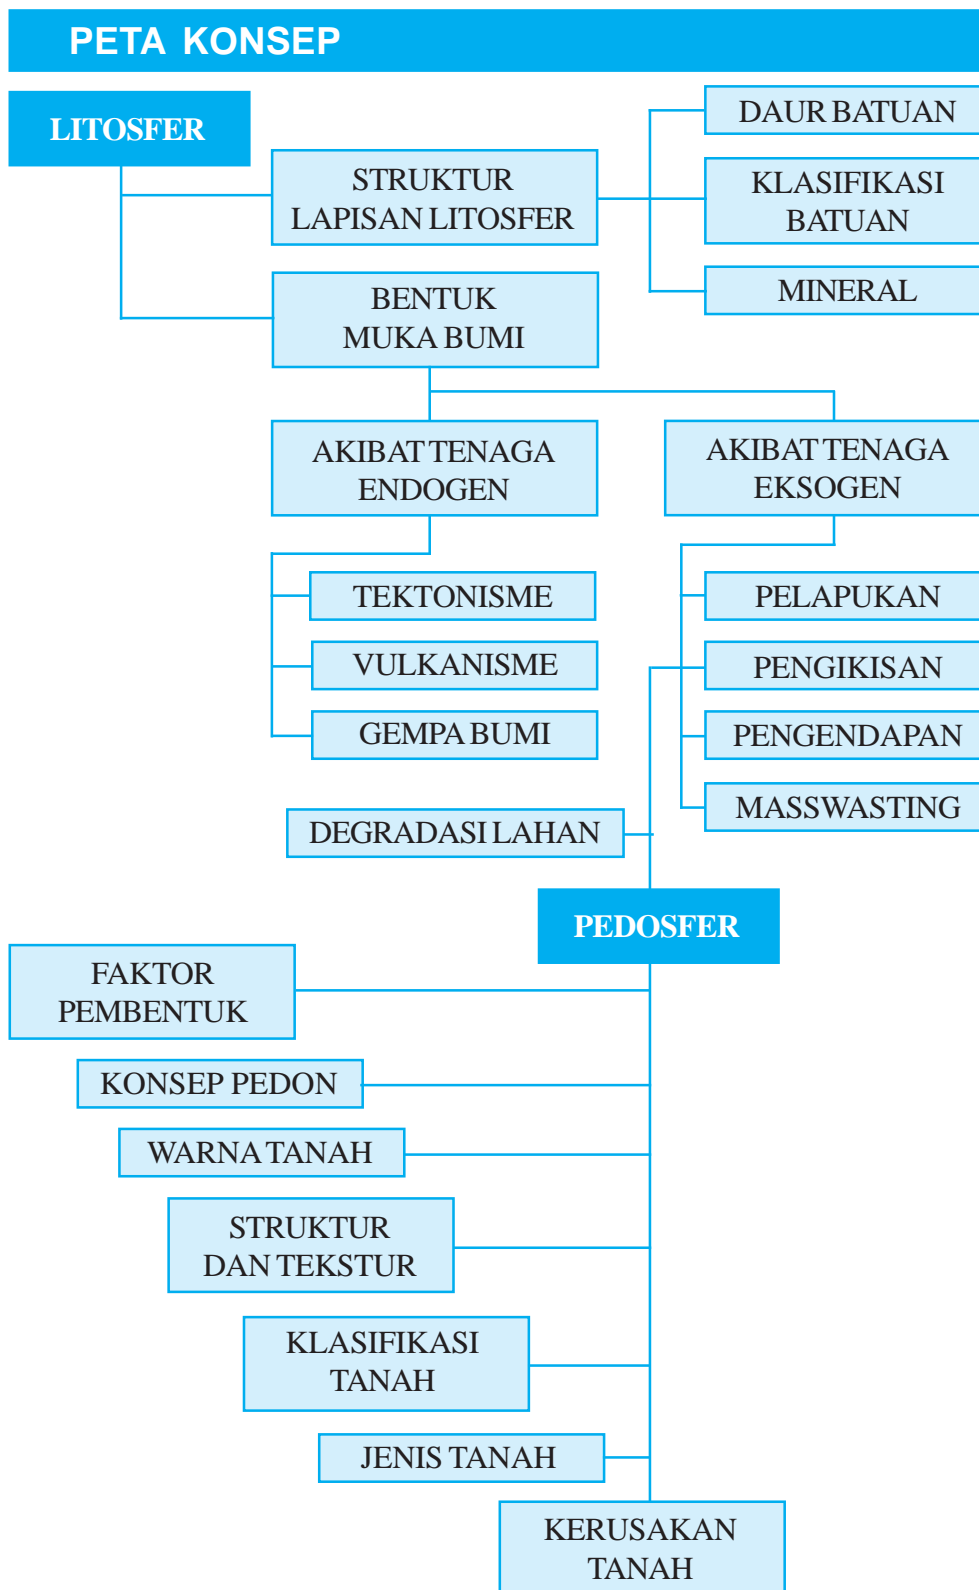 PETA KONSEP
LITOSFER
STRUKTUR
LAPISAN LITOSFER
DAUR BATUAN
KLASIFIKASI
BATUAN
MINERAL
BENTUK
MUKA BUMI
AKIBAT TENAGA
ENDOGEN
AKIBAT TENAGA
EKSOGEN
TEKTONISME
VULKANISME
GEMPA BUMI
PELAPUKAN
PENGIKISAN
PENGENDAPAN
MASSWASTING
DEGRADASI LAHAN
PEDOSFER
FAKTOR
PEMBENTUK
KONSEP PEDON
WARNA TANAH
STRUKTUR
DAN TEKSTUR
KLASIFIKASI
TANAH
JENIS TANAH
KERUSAKAN
TANAH